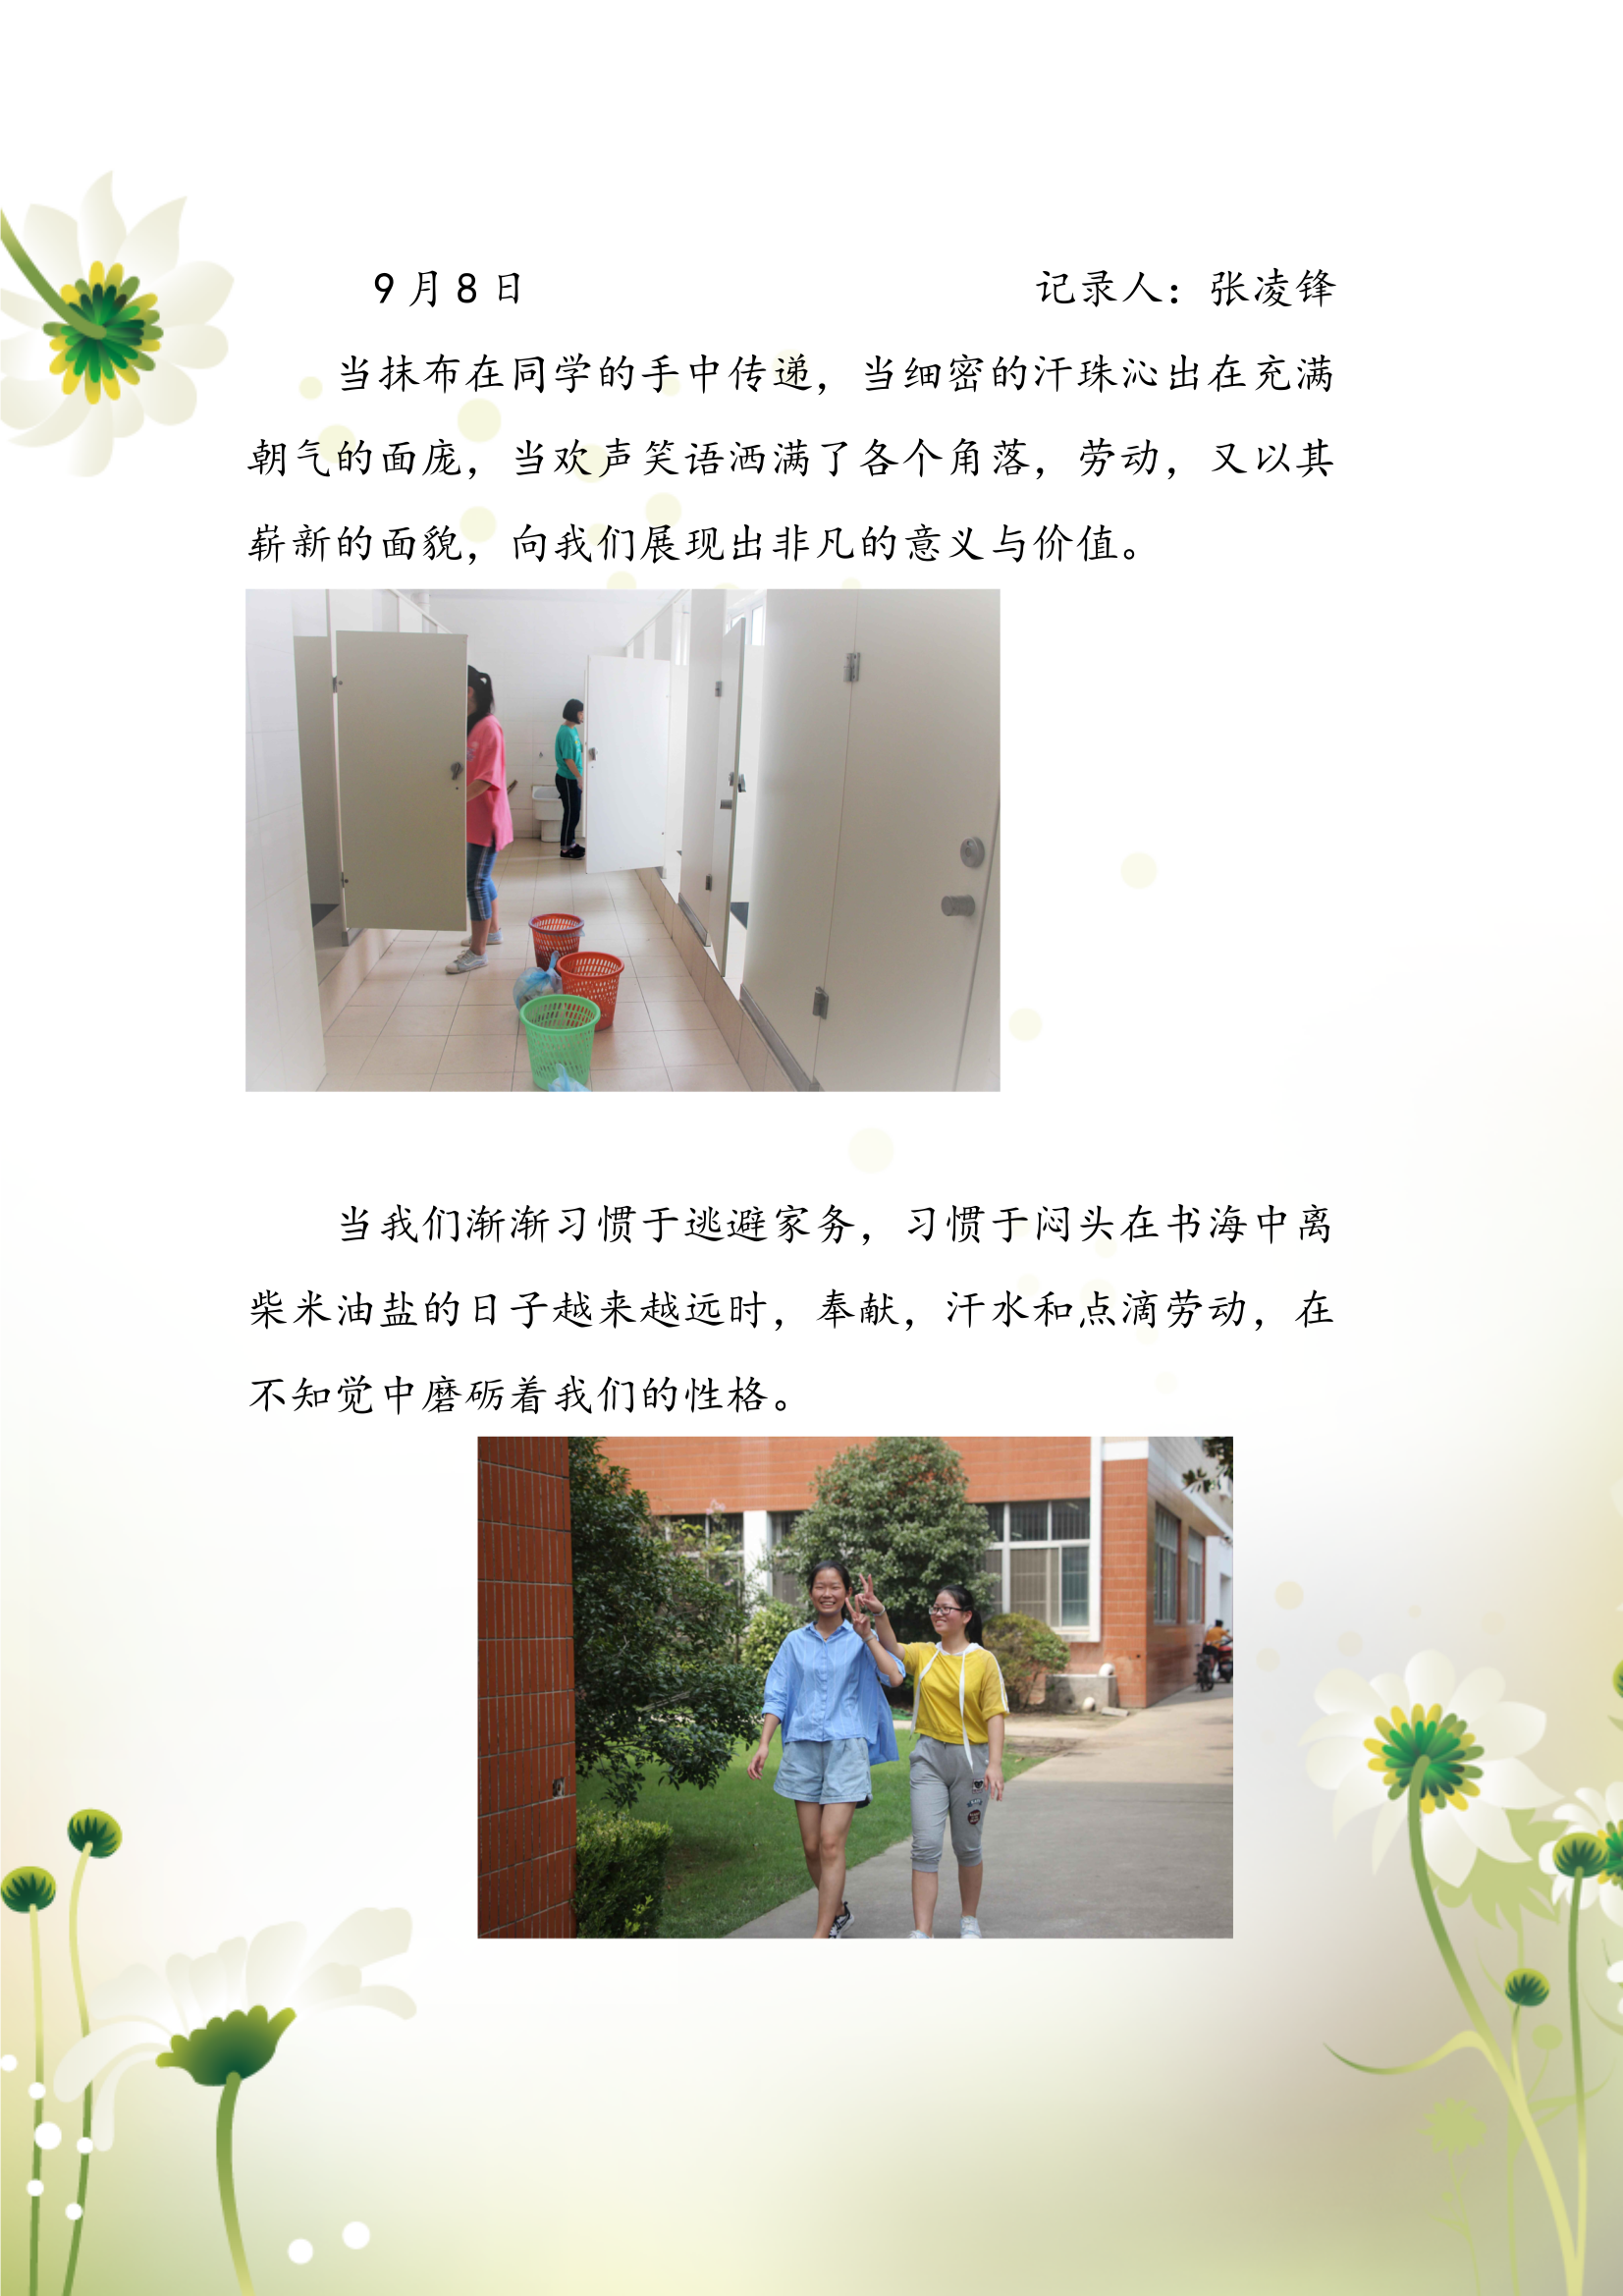 9月8日 记录人：张凌锋
当抹布在同学的手中传递，当细密的汗珠沁出在充满
朝气的面庞，当欢声笑语洒满了各个角落，劳动，又以其
崭新的面貌，向我们展现出非凡的意义与价值。
当我们渐渐习惯于逃避家务，习惯于闷头在书海中离
柴米油盐的日子越来越远时，奉献，汗水和点滴劳动，在
不知觉中磨砺着我们的性格。